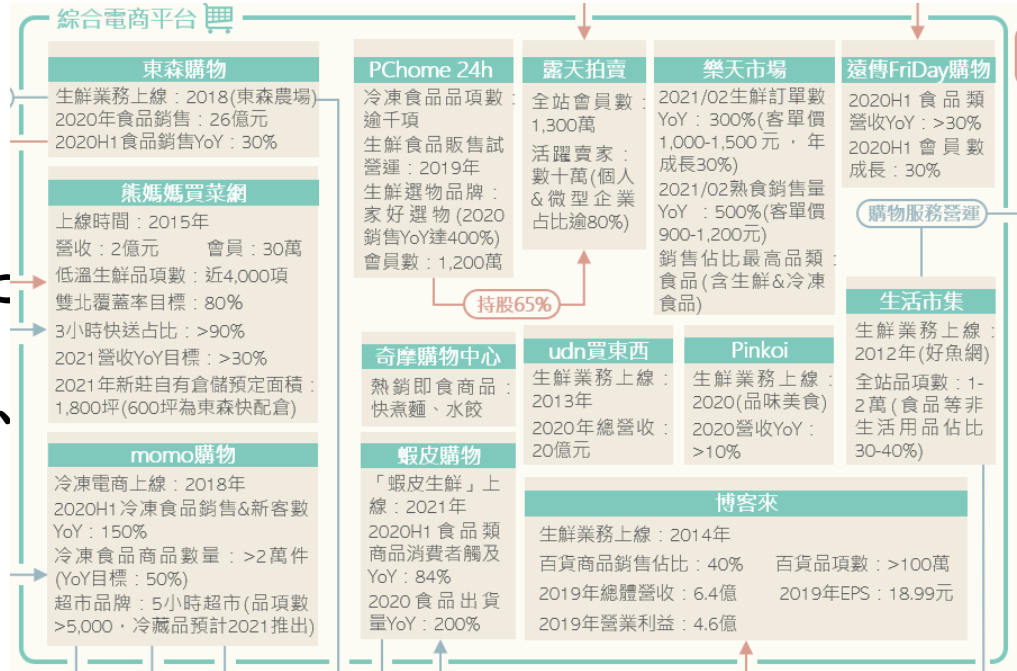 綜合電商平台
東森購物
生鮮業務上線：2018(東森農場)
2020年食品銷售：26億元
2020H1食品銷售YoY：30%
熊媽媽買菜網
上線時間：2015年
營收：2億元 會員：30萬
低溫生鮮品項數：近4,000項
雙北覆蓋率目標：80%
3小時快送占比：>90%
2021營收YoY目標：>30%
2021年新莊自有倉儲預定面積：
1,800坪(600坪為東森快配倉)
momo購物
冷凍電商上線：2018年
2020H1冷凍食品銷售&新客數
YoY：150%
冷凍食品商品數量：>2萬件
(YoY目標：50%)
超市品牌：5小時超市(品項數
>5,000，冷藏品預計2021推出)
PChome 24h
冷凍食品品項數：
逾千項
生鮮食品販售試
營運：2019年
生鮮選物品牌：
家好選物(2020
銷售YoY達400%)
會員數：1,200萬
持股65%
露天拍賣
全站會員數：
1,300萬
活躍賣家：
數十萬(個人
&微型企業
占比逾80%)
樂天市場
2021/02生鮮訂單數
YoY：300%(客單價
1,000-1,500元，年
成長30%)
2021/02熟食銷售量
YoY：500%(客單價
900-1,200元)
銷售佔比最高品類：
食品(含生鮮&冷凍
食品)
遠傳FriDay購物
2020H1食品類
營收YoY：>30%
2020H1會員數
成長：30%
購物服務營運
生活市集
生鮮業務上線：
2012年(好魚網)
全站品項數：1-
2萬(食品等非
生活用品佔比
30-40%)
奇摩購物中心
熱銷即食商品：
快煮麵、水餃
udn買東西
生鮮業務上線：
2013年
2020年總營收：
20億元
Pinkoi
生鮮業務上線：
2020(品味美食)
2020營收YoY：
>10%
蝦皮購物
「蝦皮生鮮」上
線：2021年
2020H1食品類
商品消費者觸及
YoY：84%
2020食品出貨
量YoY：200%
博客來
生鮮業務上線：2014年
百貨商品銷售佔比：40% 百貨品項數：>100萬
2019年總體營收：6.4億 2019年EPS：18.99元
2019年營業利益：4.6億